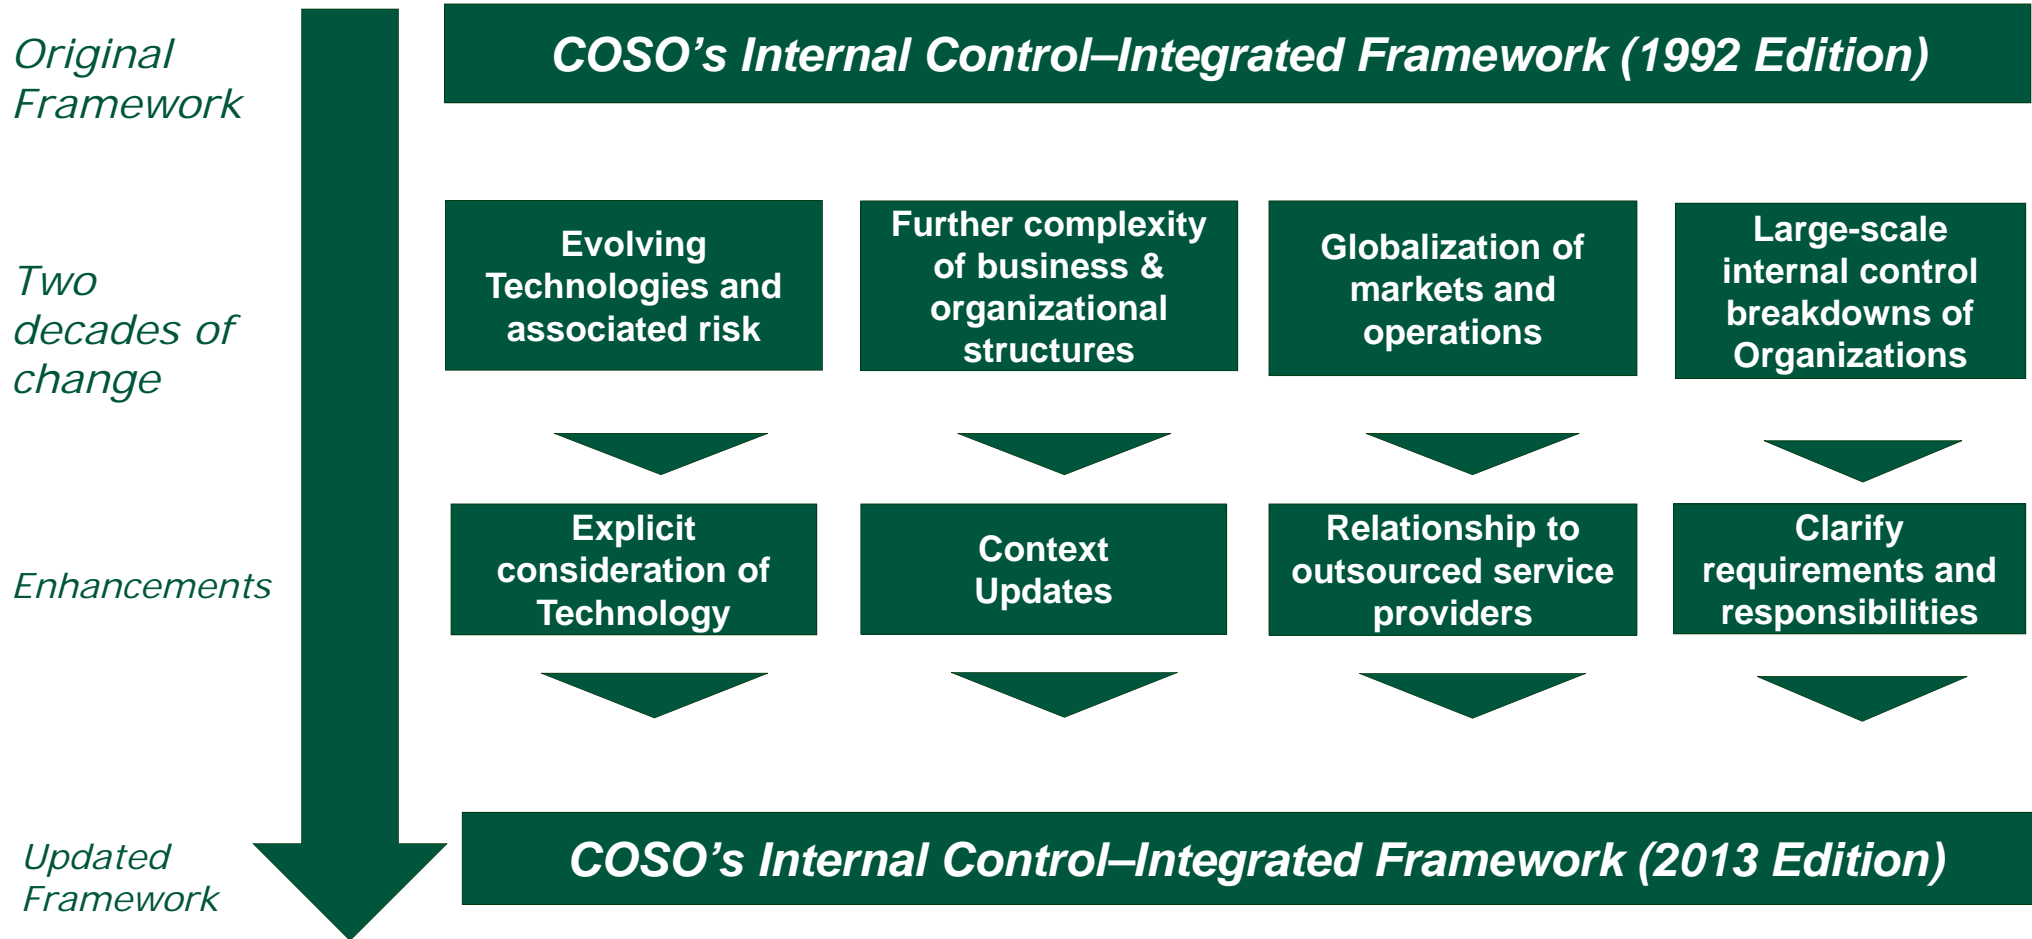 Original
Framework
COSO’s Internal Control–Integrated Framework (1992 Edition)
Two
decades of
change
Evolving
Technologies and
associated risk
Further complexity
of business &
organizational
structures
Globalization of
markets and
operations
Large-scale
internal control
breakdowns of
Organizations
Enhancements
Explicit
consideration of
Technology
Context
Updates
Relationship to
outsourced service
providers
Clarify
requirements and
responsibilities
Updated
Framework
COSO’s Internal Control–Integrated Framework (2013 Edition)